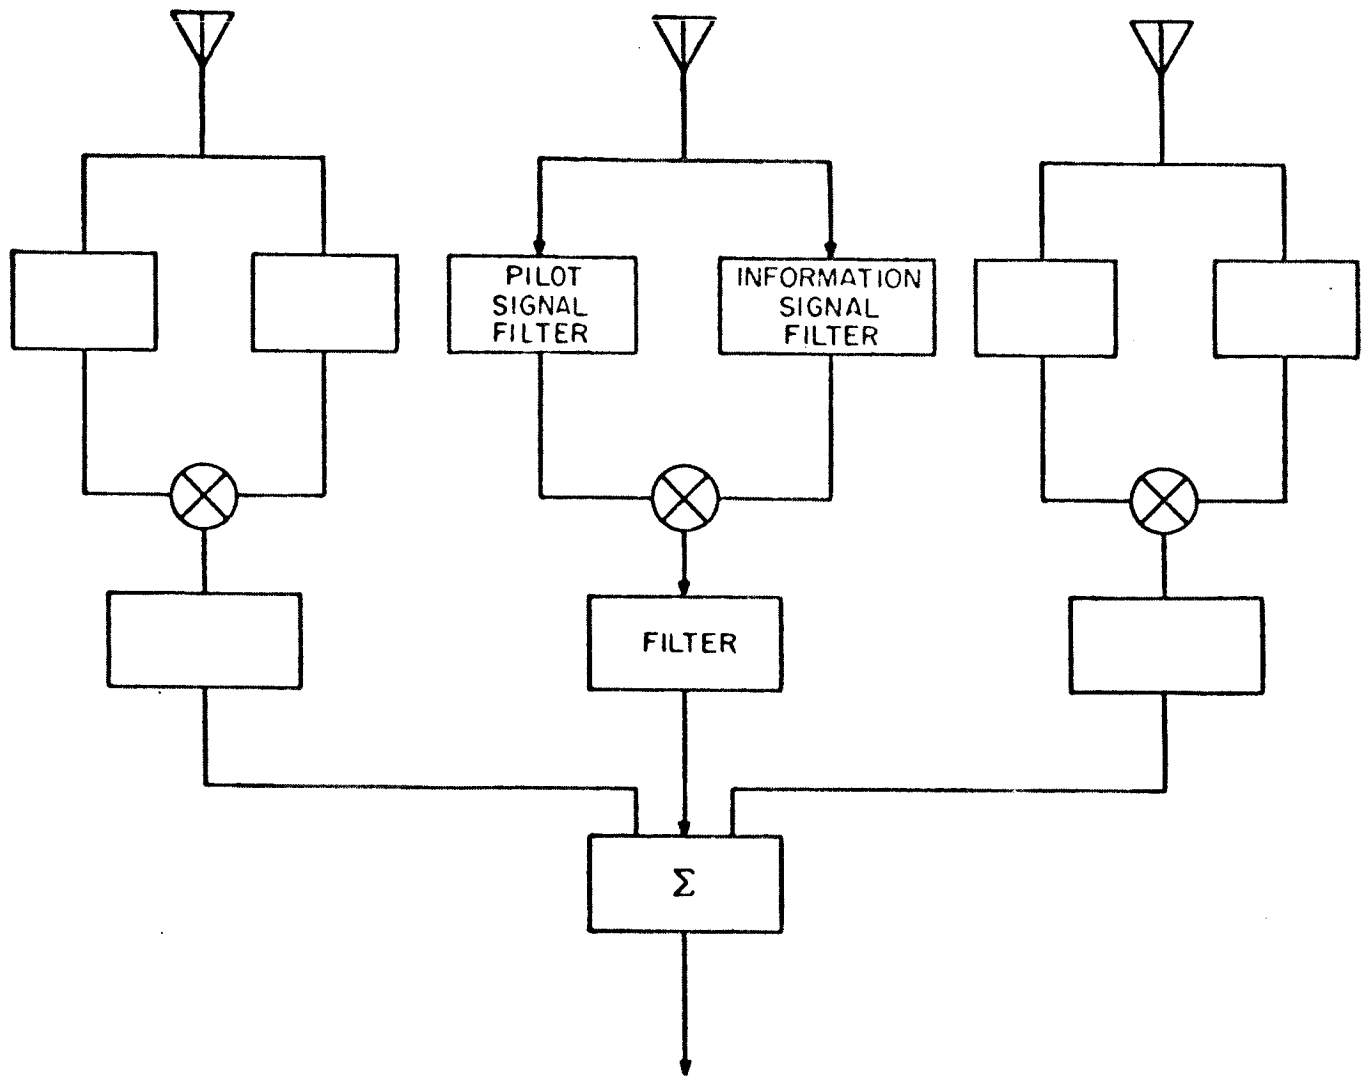 PILOT
SIGNAL
FILTER
INFORMATION
SIGNAL
FILTER
FILTER
Σ